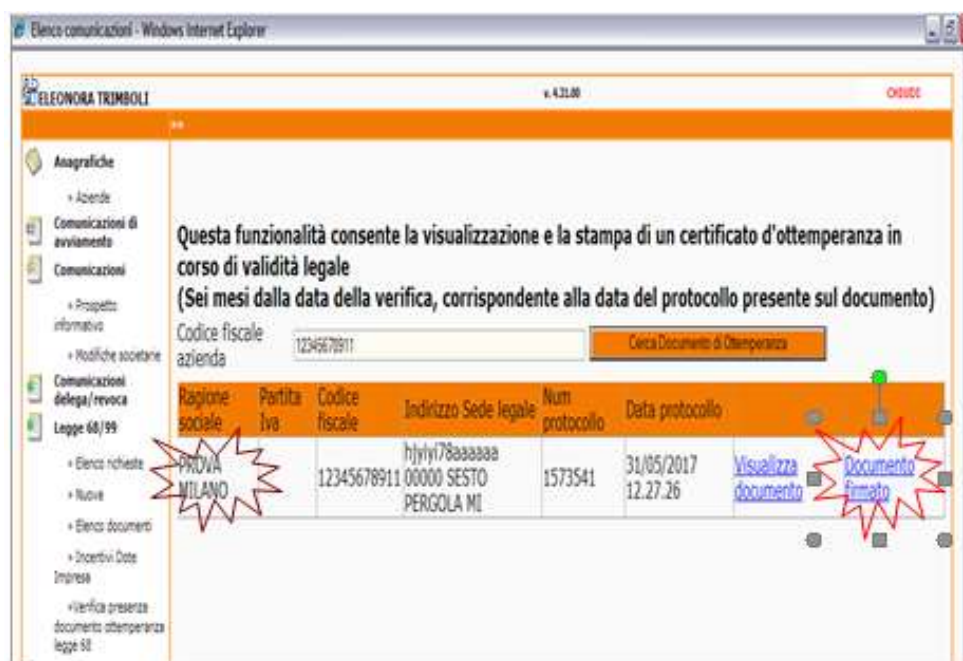 Elenco comunicazioni - Windows Internet Explorer
ELEONORA TRIMBOLI
v. 4.21.00
CHIUDI
»»
Anagrafiche
» Aziende
Comunicazioni di
avviamento
Comunicazioni
» Prospetto
informativo
» Modifiche societarie
Comunicazioni
delega/revoca
Legge 68/99
» Elenco richieste
» Nuove
» Elenco documenti
» Incentivi Dote
Impresa
»Verifica presenza
documento ottemperanza
legge 68
Questa funzionalità consente la visualizzazione e la stampa di un certificato d'ottemperanza in
corso di validità legale
(Sei mesi dalla data della verifica, corrispondente alla data del protocollo presente sul documento)
Codice fiscale
azienda
12345678911
Cerca Documento di Ottemperanza
Ragione
sociale
Partita
Iva
Codice
fiscale
Indirizzo Sede legale
Num
protocollo
Data protocollo
PROVA
MILANO
12345678911
hjyiyi78aaaaaa
00000 SESTO
PERGOLA MI
1573541
31/05/2017
12.27.26
Visualizza
documento
Documento
firmato